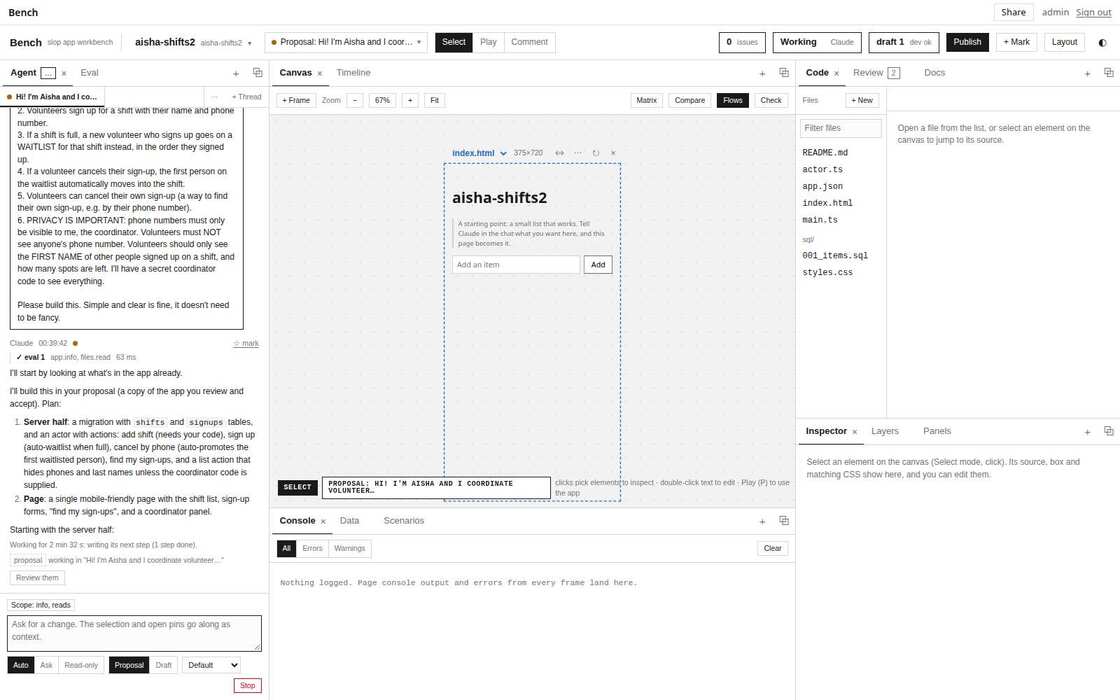 Bench
Share admin Sign out
Bench slop app workbench aisha-shifts2 aisha-shifts2 Proposal: Hi! I'm Aisha and I coor… Select Play Comment 0 issues Working Claude draft 1 dev ok Publish + Mark Layout
Agent … × Eval +
Hi! I'm Aisha and I co… ··· + Thread
2. Volunteers sign up for a shift with their name and phone
number.
3. If a shift is full, a new volunteer who signs up goes on a
WAITLIST for that shift instead, in the order they signed
up.
4. If a volunteer cancels their sign-up, the first person on
the waitlist automatically moves into the shift.
5. Volunteers can cancel their own sign-up (a way to find
their own sign-up, e.g. by their phone number).
6. PRIVACY IS IMPORTANT: phone numbers must only
be visible to me, the coordinator. Volunteers must NOT
see anyone's phone number. Volunteers should only see
the FIRST NAME of other people signed up on a shift, and
how many spots are left. I'll have a secret coordinator
code to see everything.
Please build this. Simple and clear is fine, it doesn't need
to be fancy.
Claude 00:39:42 ☆ mark
✓ eval 1 app.info, files.read 63 ms
I'll start by looking at what's in the app already.
I'll build this in your proposal (a copy of the app you review and
accept). Plan:
1. Server half: a migration with shifts and signups tables,
and an actor with actions: add shift (needs your code), sign up
(auto-waitlist when full), cancel by phone (auto-promotes the
first waitlisted person), find my sign-ups, and a list action that
hides phones and last names unless the coordinator code is
supplied.
2. Page: a single mobile-friendly page with the shift list, sign-up
forms, "find my sign-ups", and a coordinator panel.
Starting with the server half:
Working for 2 min 32 s: writing its next step (1 step done).
proposal working in "Hi! I'm Aisha and I coordinate volunteer…"
Review them
Scope: info, reads
Ask for a change. The selection and open pins go along as
context.
Auto Ask Read-only Proposal Draft Default
Stop
Canvas × Timeline +
+ Frame Zoom − 67% + Fit Matrix Compare Flows Check
index.html 375×720 ··· ×
aisha-shifts2
A starting point: a small list that works. Tell
Claude in the chat what you want here, and this
page becomes it.
Add an item Add
SELECT PROPOSAL: HI! I'M AISHA AND I COORDINATE
VOLUNTEER…
clicks pick elements to inspect · double-click text to edit · Play (P) to use
the app
Console × Data Scenarios +
All Errors Warnings Clear
Nothing logged. Page console output and errors from every frame land here.
Code × Review 2 Docs +
Files + New
Filter files
README.md
actor.ts
app.json
index.html
main.ts
sql/
001_items.sql
styles.css
Open a file from the list, or select an element on the
canvas to jump to its source.
Inspector × Layers Panels +
Select an element on the canvas (Select mode, click). Its source, box and
matching CSS show here, and you can edit them.